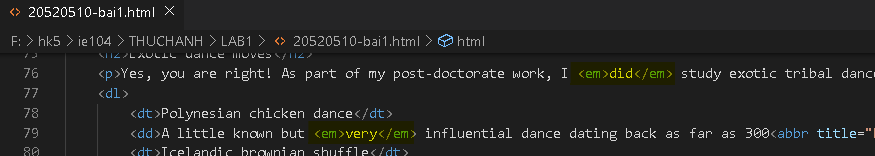 20520510-bai1.html ×
F: > hk5 > ie104 > THUCHANH > LAB1 > <> 20520510-bai1.html > html
75 <h2>Exotic dance moves</h2>
76 <p>Yes, you are right! As part of my post-doctorate work, I <em>did</em> study exotic tribal danc
77 <dl>
78 <dt>Polynesian chicken dance</dt>
79 <dd>A little known but <em>very</em> influential dance dating back as far as 300<abbr title="
80 <dt>Icelandic brownian shuffle</dt>